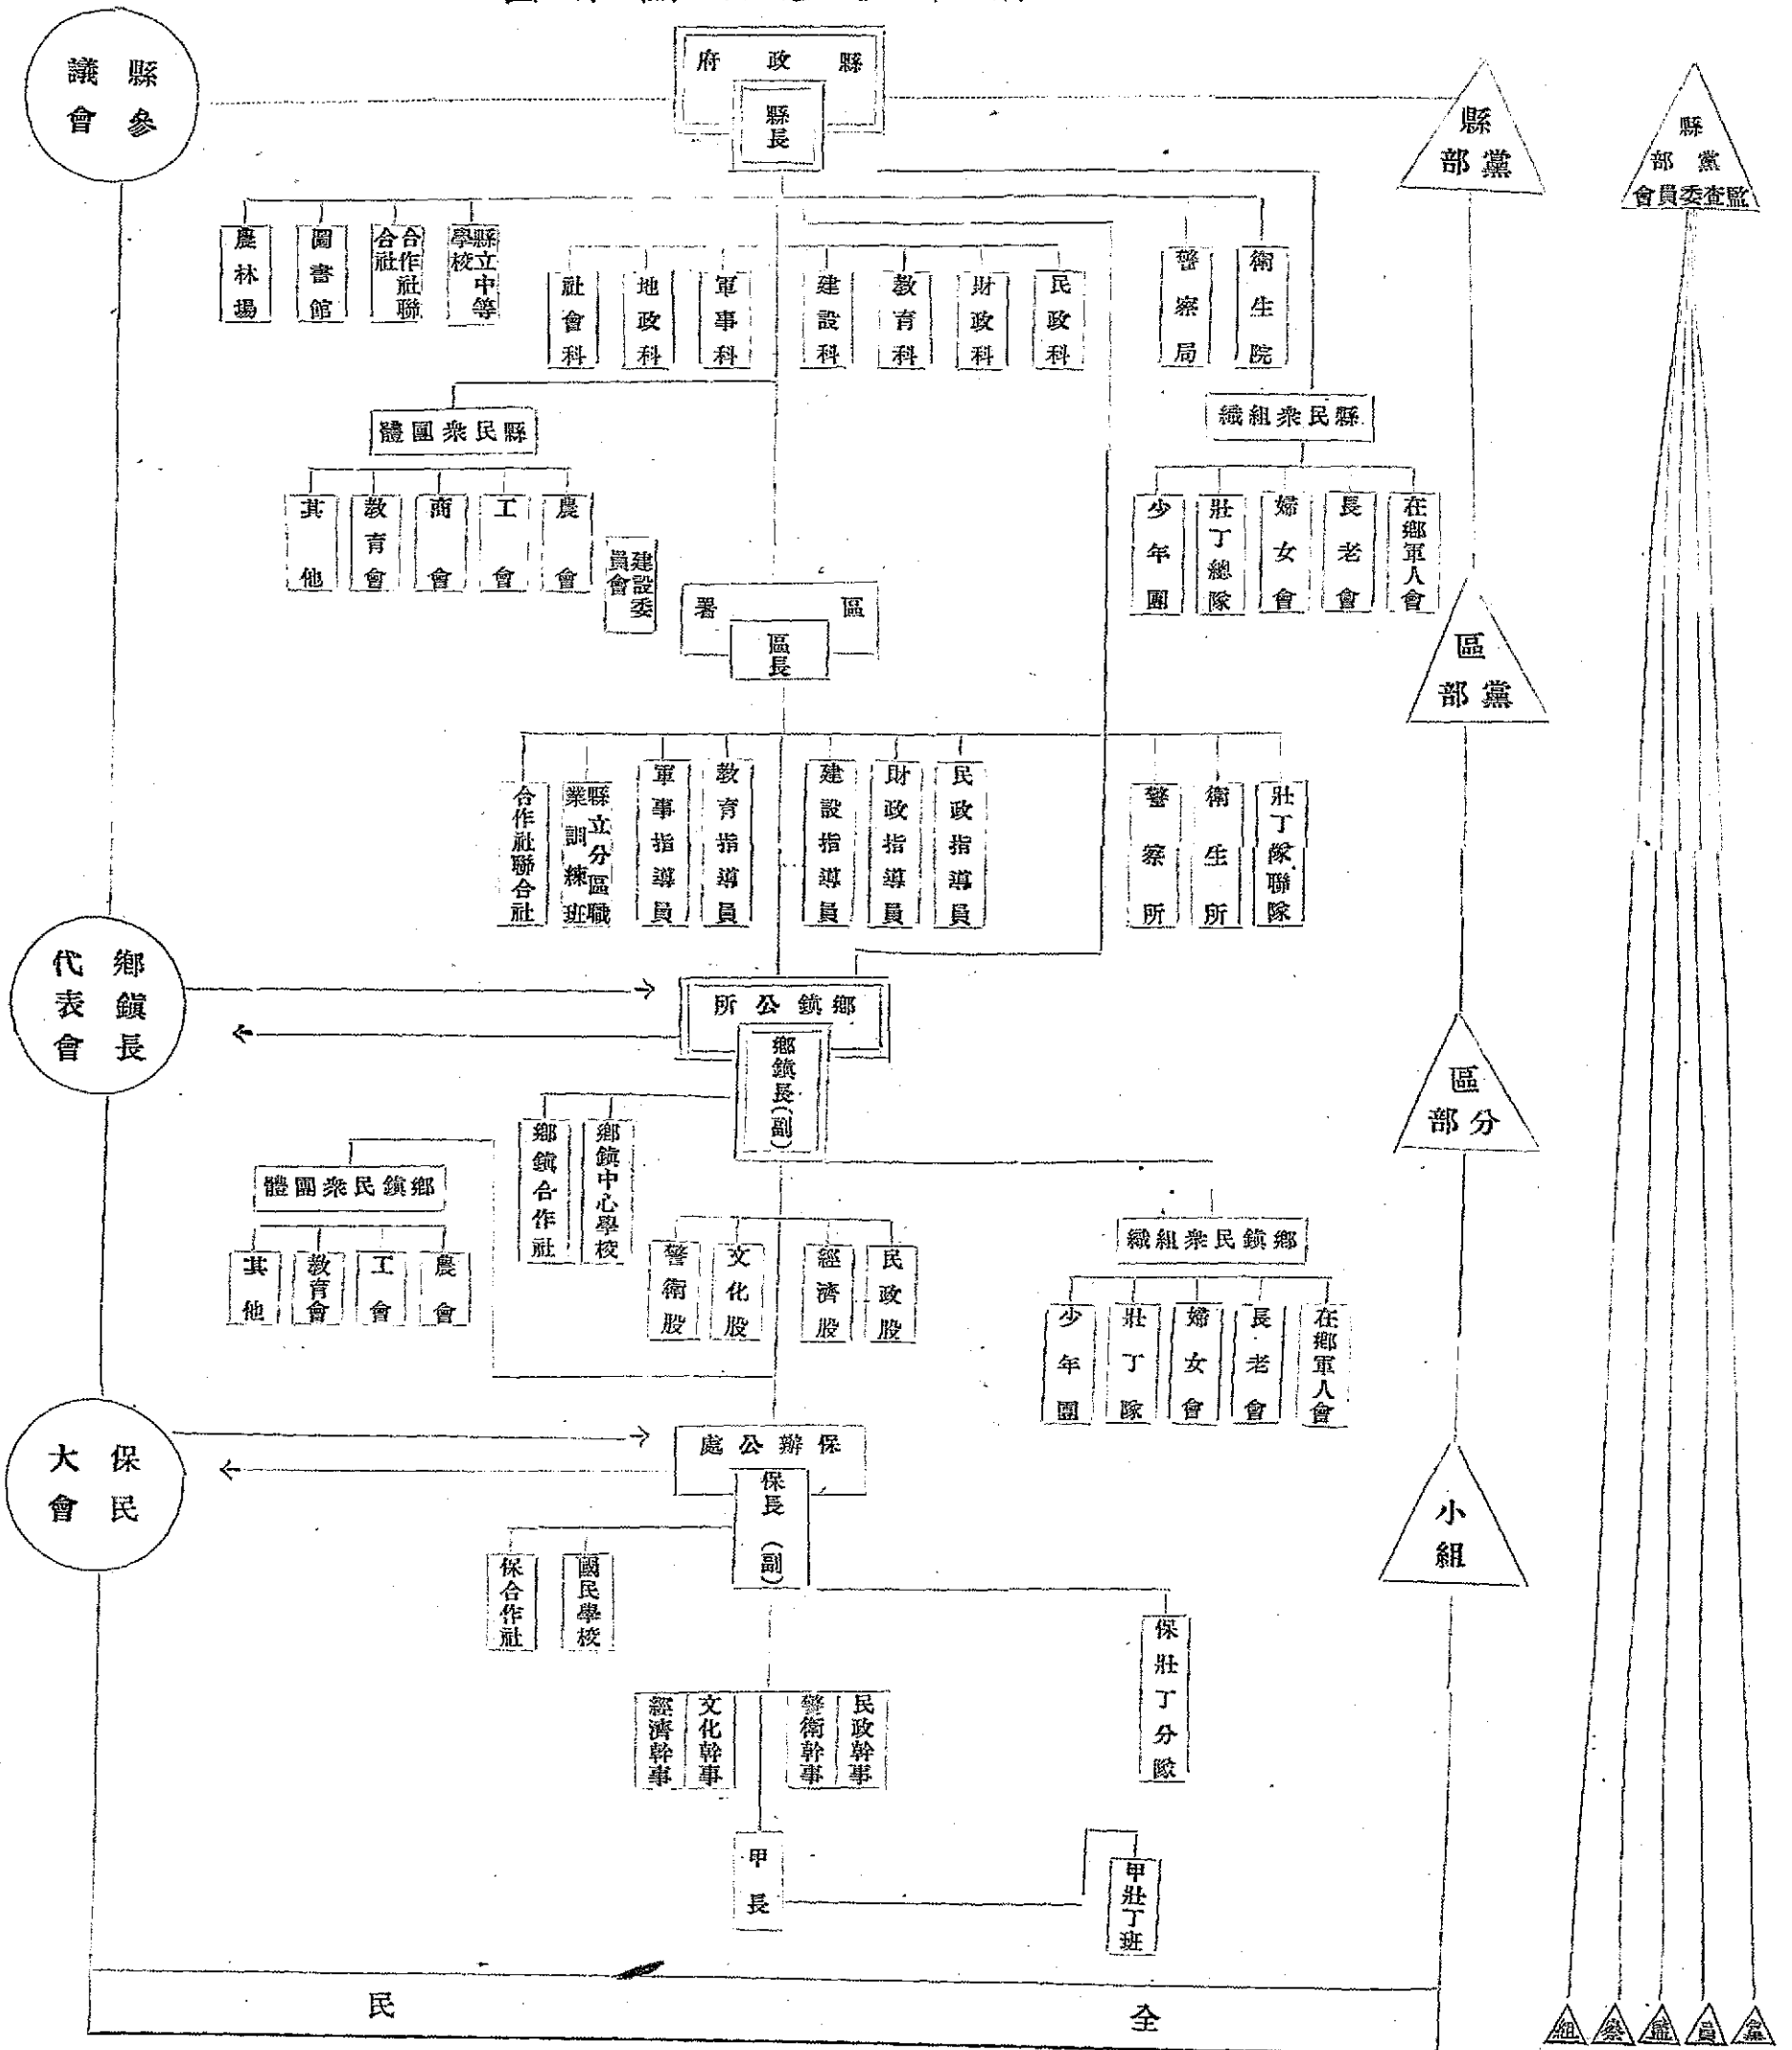 縣參議會
縣政府
縣長
縣黨部
縣黨部監查委員會
衛生院
警察局
縣立中等學校
合作社聯合社
圖書館
農林場
民政科
財政科
教育科
建設科
軍事科
地政科
社會科
縣民衆組織
在鄉軍人會
長老會
婦女會
壯丁總隊
少年團
縣民衆團體
農會
工會
商會
教育會
其他
建設委員會
區署
區長
區黨部
壯丁隊聯隊
衛生所
警察所
民政指導員
財政指導員
建設指導員
教育指導員
軍事指導員
縣立分區職業訓練班
合作社聯合社
鄉鎮長代表會
鄉鎮公所
鄉鎮長(副)
區分部
鄉鎮中心學校
鄉鎮合作社
鄉鎮民衆團體
農會
工會
教育會
其他
民政股
經濟股
文化股
警衛股
鄉鎮民衆組織
在鄉軍人會
長老會
婦女會
壯丁隊
少年團
保民大會
保辦公處
保長(副)
小組
國民學校
保合作社
保壯丁分隊
民政幹事
警衛幹事
文化幹事
經濟幹事
甲長
甲壯丁班
全民
黨員監察組